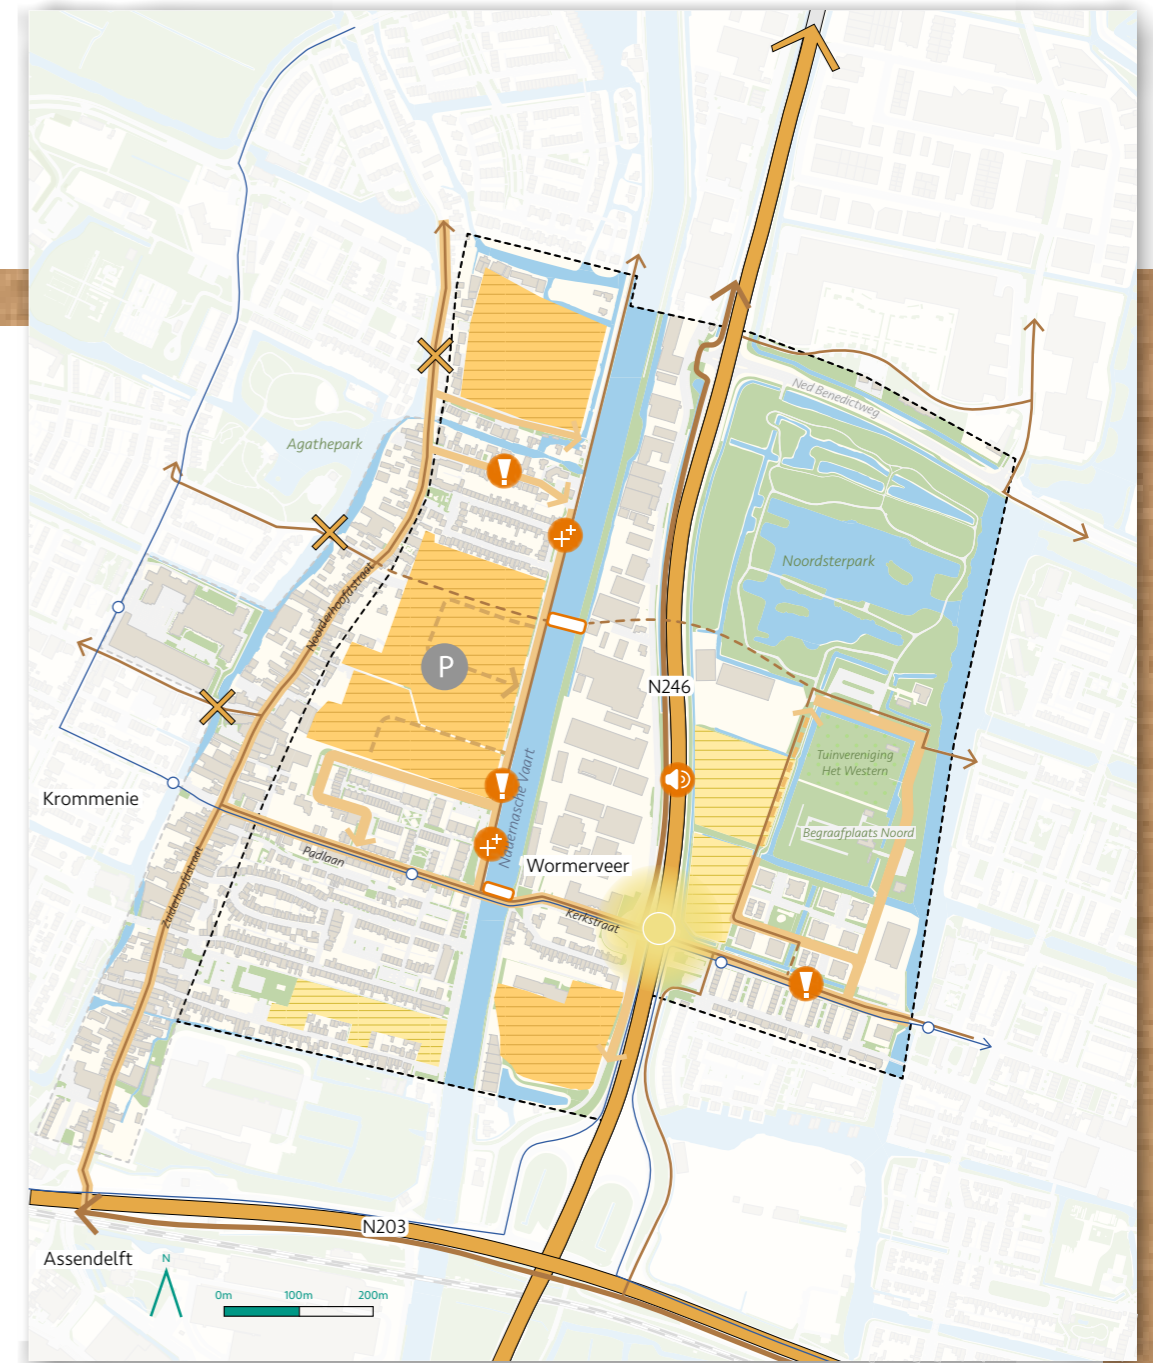 Ned Benedictweg
Agathepark
Noordsterpark
Noorderhoofdstraat
P
N246
Tuinvereniging
Het Western
Nauernasche Vaart
Krommenie
Begraafplaats Noord
Padlaan
Wormerveer
Zuiderhoofdstraat
Kerkstraat
N203
Assendelft
N
0m 100m 200m